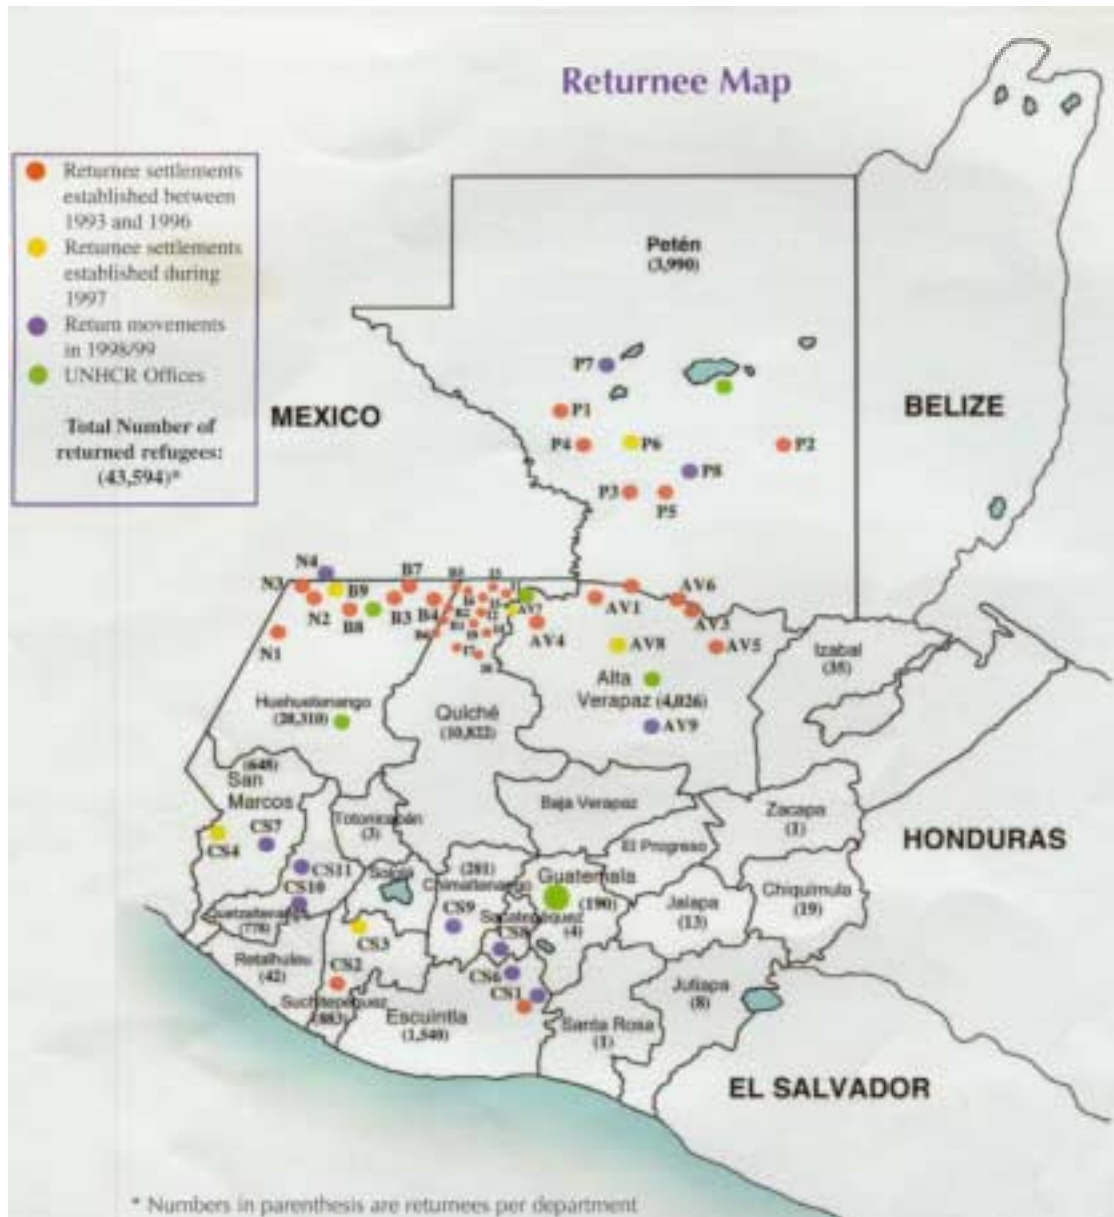 Returnee Map
Returnee settlements
established between
1993 and 1996
Returnee settlements
established during
1997
Return movements
in 1998/99
UNHCR Offices
Total Number of
returned refugees:
(43,594)*
Petén
(3,990)
MEXICO
BELIZE
P7
P1
P4
P6
P2
P8
P3
P5
N4
N3
B7
B9
N2
B8
B3
B4
N1
AV6
AV1
AV3
AV4
AV8
AV5
Izabal
Alta
Verapaz (4,026)
AV9
Huehuetenango
Quiché
(10,822)
(648)
San
Marcos
Totonicapán
(3)
Baja Verapaz
Zacapa
(1)
CS4
CS7
CS11
CS10
El Progreso
HONDURAS
(281)
Chimaltenango
Guatemala
(190)
Chiquimula
(19)
Jalapa
(13)
Sololá
Quetzaltenango
CS9
Sacatepéquez
(4)
CS8
CS3
Retalhuleu
(42)
CS2
CS6
CS1
Suchitepéquez
(883)
Escuintla
(1,540)
Santa Rosa
(1)
Jutiapa
(8)
EL SALVADOR
* Numbers in parenthesis are returnees per department